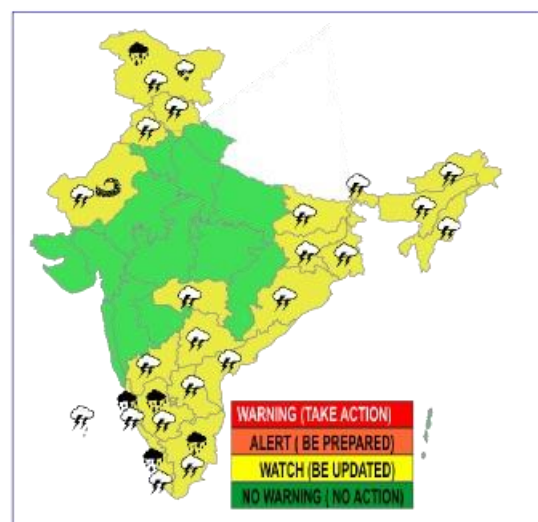 WARNING (TAKE ACTION)
ALERT ( BE PREPARED)
WATCH (BE UPDATED)
NO WARNING ( NO ACTION)